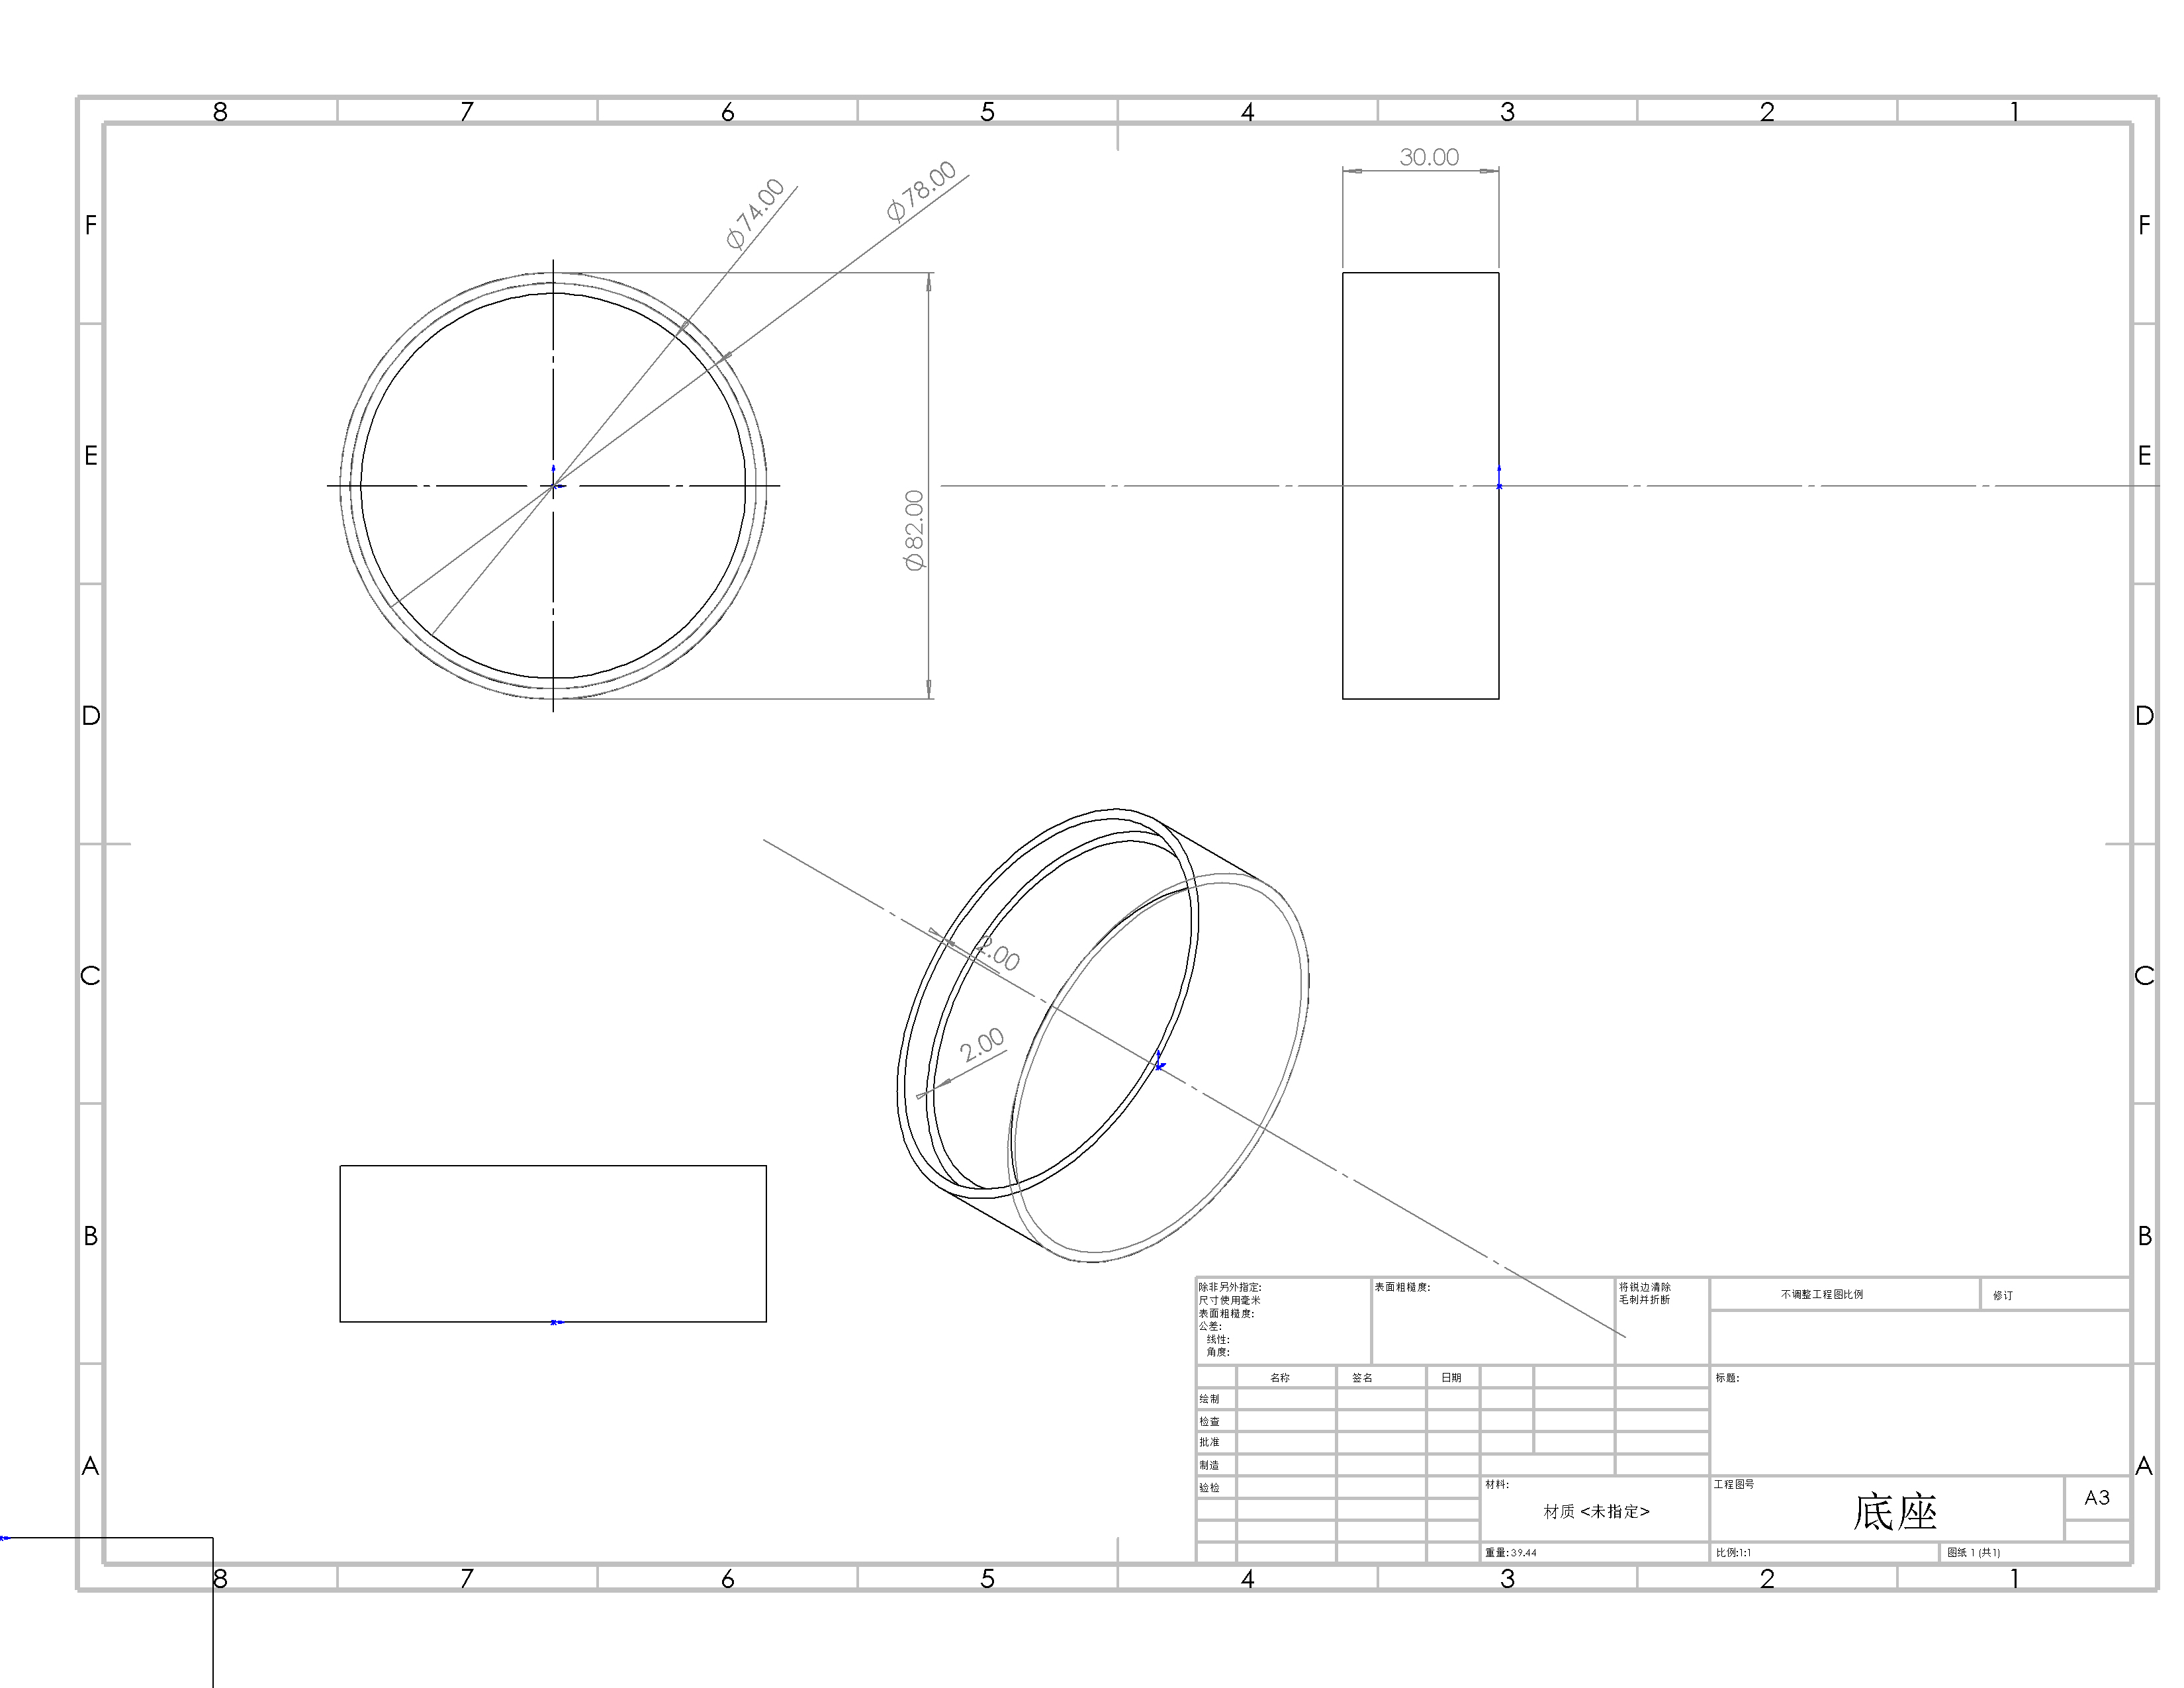 8 7 6 5 4 3 2 1
F F
E E
D D
C C
B B
A A
⌀74.00
⌀78.00
30.00
⌀82.00
2.00
2.00
除非另外指定:
尺寸使用毫米
表面粗糙度:
公差:
线性:
角度:
表面粗糙度:
将锐边清除
毛刺并折断
不调整工程图比例
修订
名称 签名 日期
标题:
绘制
检查
批准
制造
验检
材料:
材质 <未指定>
工程图号
底座
A3
重量: 39.44
比例:1:1
图纸 1 (共1)
8 7 6 5 4 3 2 1